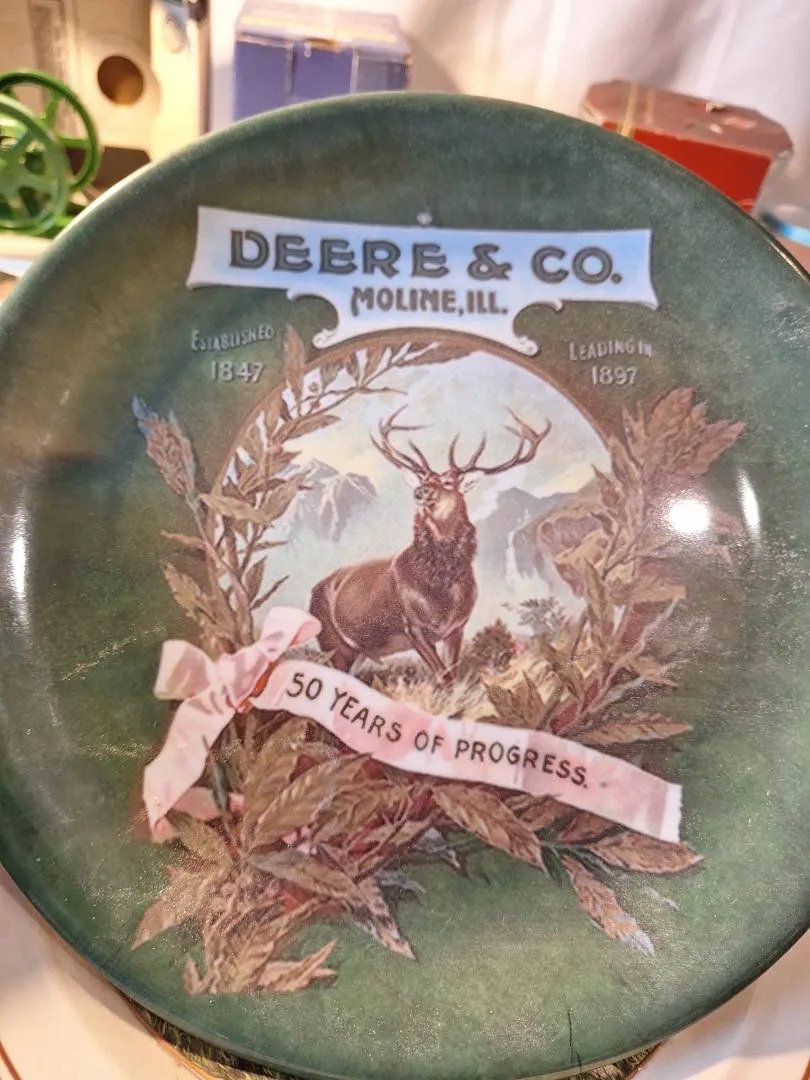 DEERE & CO.
MOLINE, ILL.
ESTABLISHED
1847
LEADING IN
1897
50 YEARS OF PROGRESS.